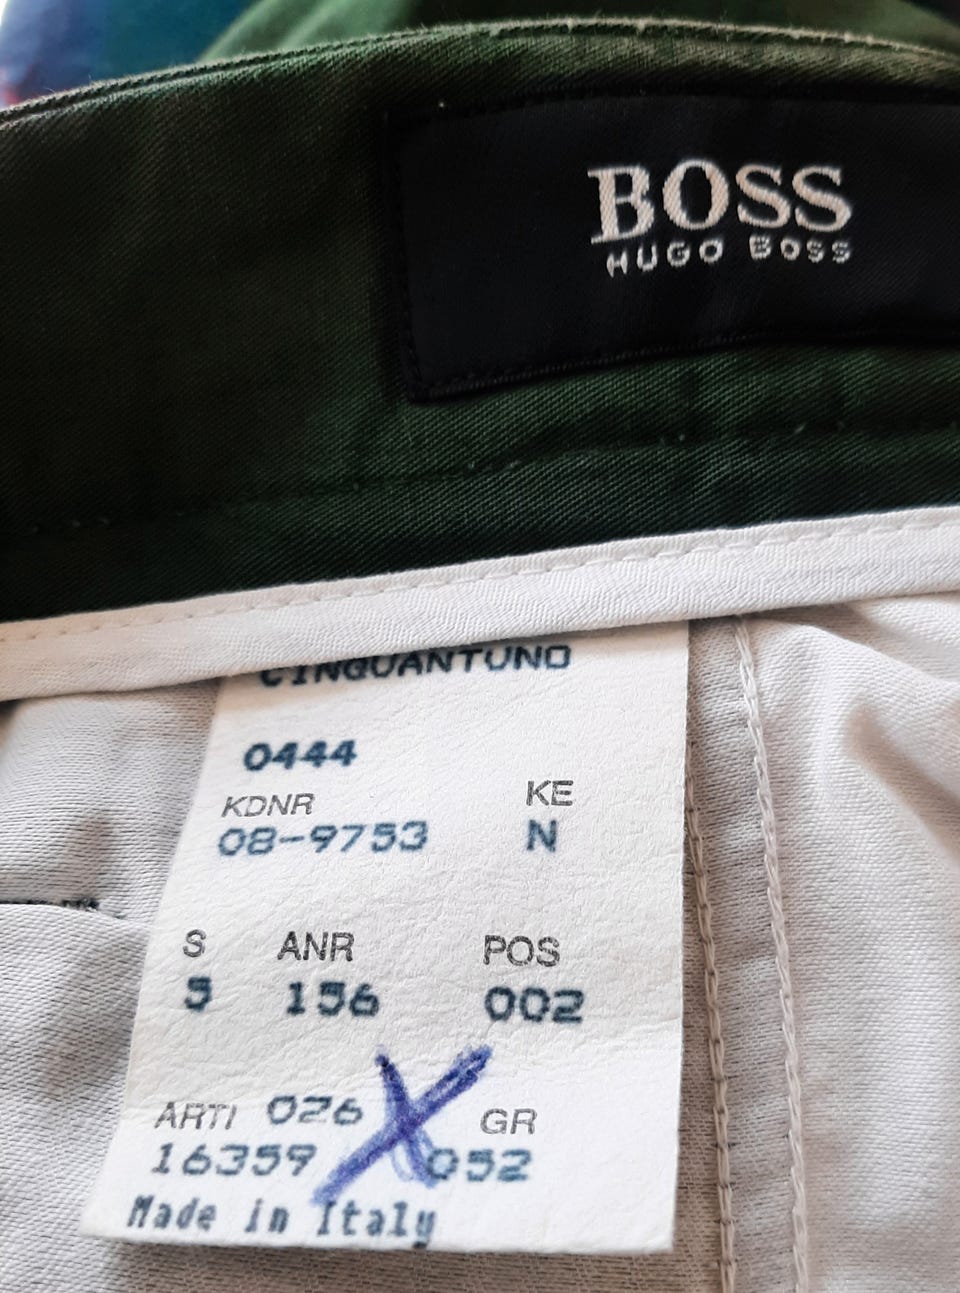 BOSS
HUGO BOSS
CINQUANTUNO
0444
KDNR KE
08-9753 N
S ANR POS
5 156 002
ARTI 026 GR
16359 052
Made in Italy